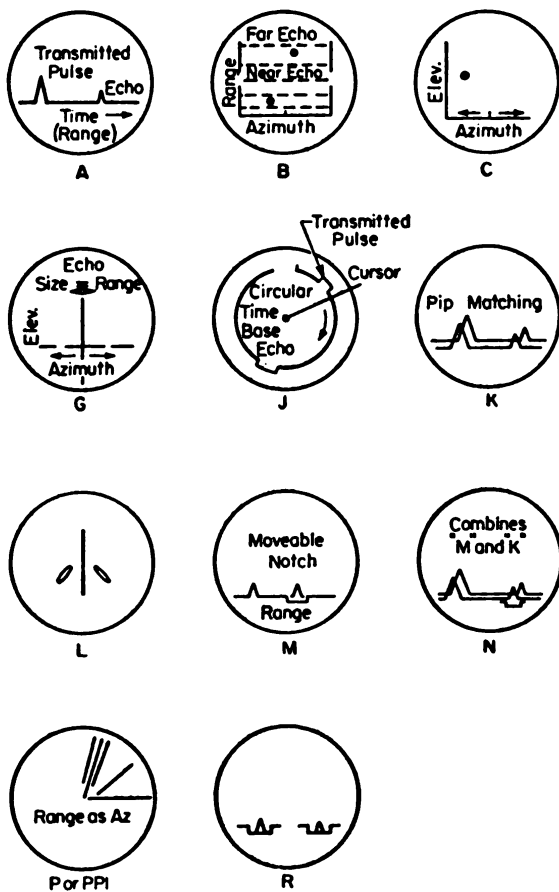 Transmitted
Pulse
Echo
Time
(Range)
A
Far Echo
Near Echo
Range
Azimuth
B
Elev.
Azimuth
C
Echo
Size Range
Elev.
Azimuth
G
Transmitted
Pulse
Cursor
Circular
Time
Base
Echo
J
Pip Matching
K
L
Moveable
Notch
Range
M
Combines
M and K
N
Range as Az
P or PPI
R